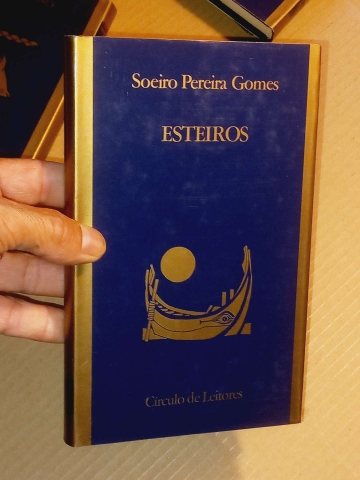 Soeiro Pereira Gomes
ESTEIROS
Círculo de Leitores